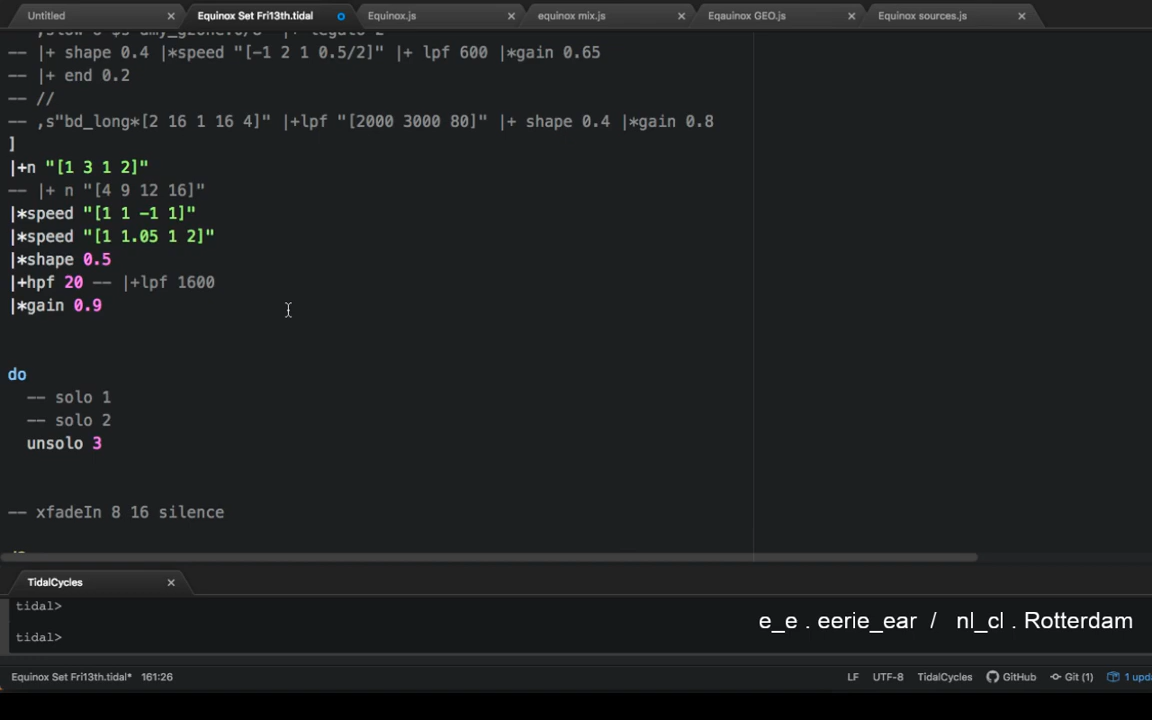 Untitled
Equinox Set Fri13th.tidal
Equinox.js
equinox mix.js
Eqauinox GEO.js
Equinox sources.js
-- |+ shape 0.4 |*speed "[-1 2 1 0.5/2]" |+ lpf 600 |*gain 0.65
-- |+ end 0.2
-- //
-- ,s"bd_long*[2 16 1 16 4]" |+lpf "[2000 3000 80]" |+ shape 0.4 |*gain 0.8
]
|+n "[1 3 1 2]"
-- |+ n "[4 9 12 16]"
|*speed "[1 1 -1 1]"
|*speed "[1 1.05 1 2]"
|*shape 0.5
|+hpf 20 -- |+lpf 1600
|*gain 0.9
do
-- solo 1
-- solo 2
unsolo 3
-- xfadeIn 8 16 silence
TidalCycles
tidal>
tidal>
e_e . eerie_ear / nl_cl . Rotterdam
Equinox Set Fri13th.tidal* 161:26
LF UTF-8 TidalCycles GitHub Git (1) 1 upda